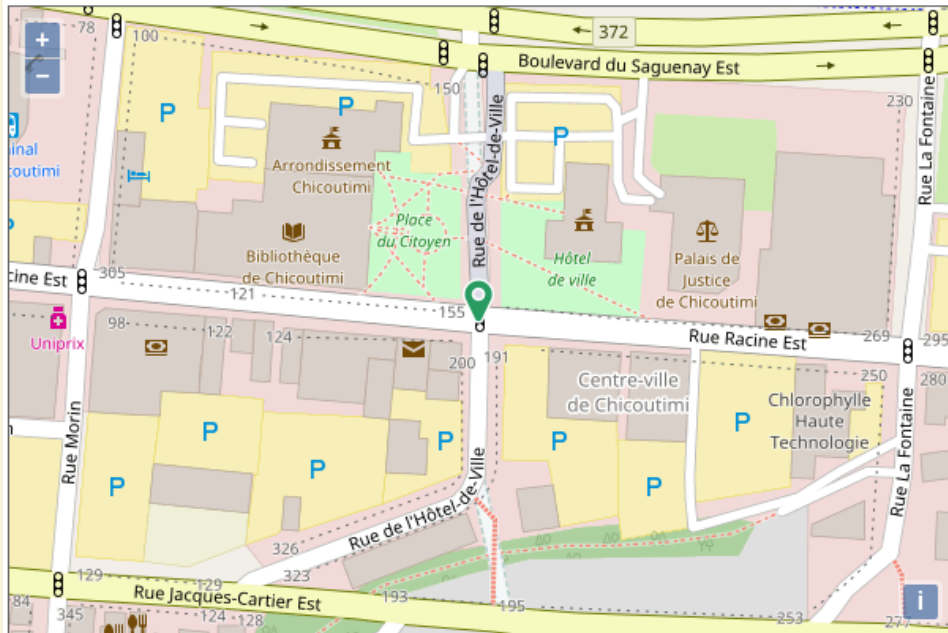 78
100
372
Boulevard du Saguenay Est
+
−
150
230
P
P
P
Rue La Fontaine
inal
coutimi
Arrondissement
Chicoutimi
Rue de l'Hôtel-de-Ville
Place
du Citoyen
Bibliothèque
de Chicoutimi
Hôtel
de ville
Palais de
Justice
de Chicoutimi
P
cine Est
305
121
155
Rue Racine Est
269
295
Uniprix
98
122
124
200
191
Centre-ville
de Chicoutimi
250
280
Chlorophylle
Haute
Technologie
Rue Morin
P
P
P
P
P
P
P
Rue La Fontaine
Rue de l'Hôtel-de-Ville
326
323
129
129
Rue Jacques-Cartier Est
193
195
253
277
84
345
124
128
i